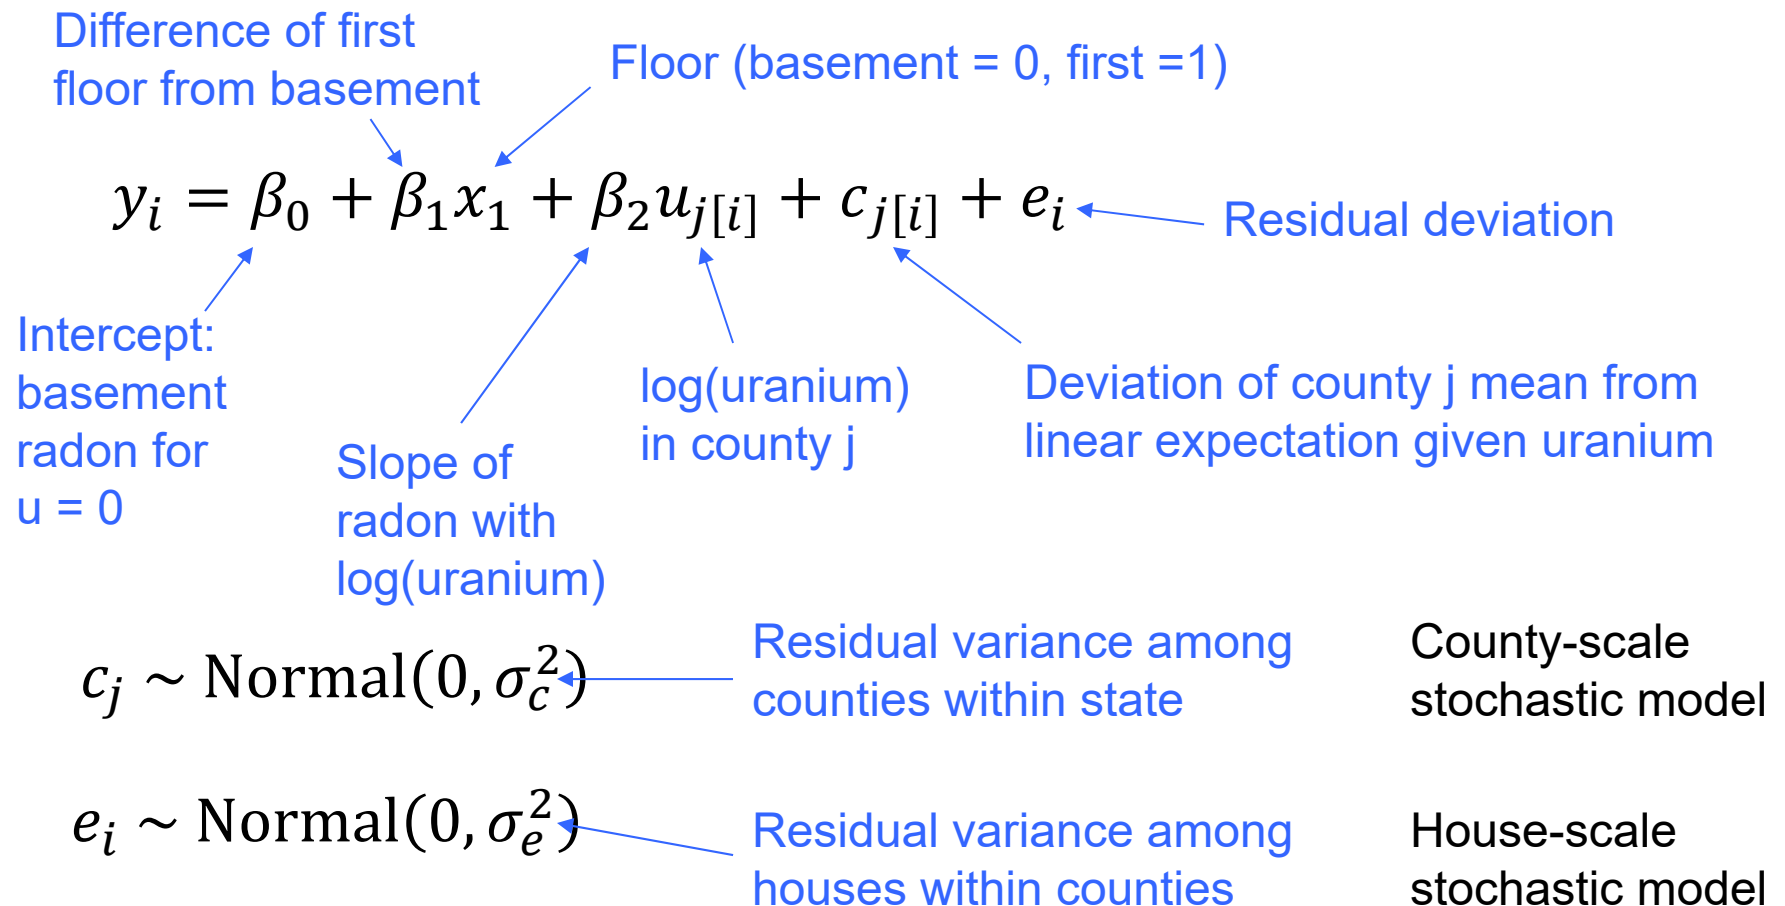 Difference of first
floor from basement
Floor (basement = 0, first =1)
y_i = β_0 + β_1x_1 + β_2u_{j[i]} + c_{j[i]} + e_i
Residual deviation
Intercept:
basement
radon for
u = 0
Slope of
radon with
log(uranium)
log(uranium)
in county j
Deviation of county j mean from
linear expectation given uranium
c_j ~ Normal(0, σ_c^2)
Residual variance among
counties within state
County-scale
stochastic model
e_i ~ Normal(0, σ_e^2)
Residual variance among
houses within counties
House-scale
stochastic model